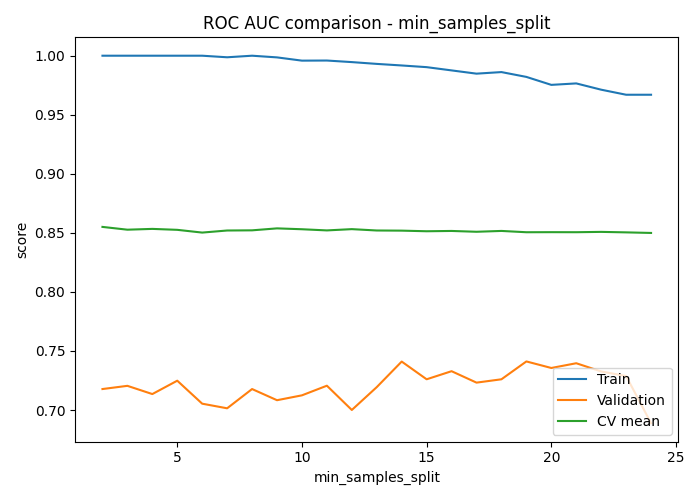 ROC AUC comparison - min_samples_split
score
1.00
0.95
0.90
0.85
0.80
0.75
0.70
5
10
15
20
25
min_samples_split
Train
Validation
CV mean